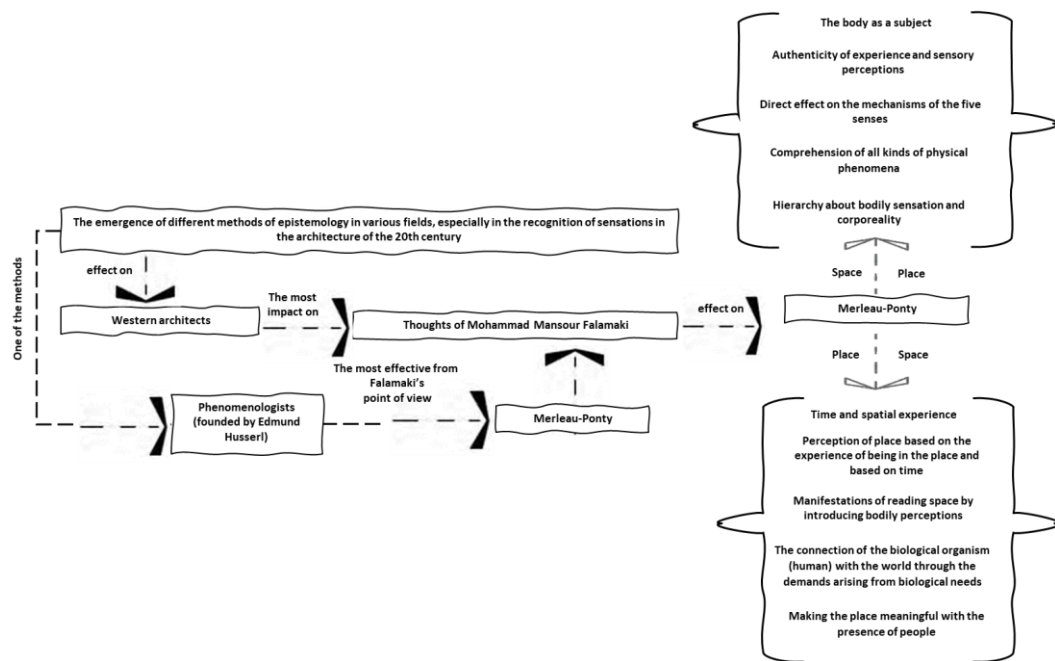 The body as a subject
Authenticity of experience and sensory
perceptions
Direct effect on the mechanisms of the five
senses
Comprehension of all kinds of physical
phenomena
Hierarchy about bodily sensation and
corporeality
The emergence of different methods of epistemology in various fields, especially in the recognition of sensations in
the architecture of the 20th century
One of the methods
effect on
Western architects
The most
impact on
Thoughts of Mohammad Mansour Falamaki
effect on
Space
Place
Merleau-Ponty
Place
Space
Phenomenologists
(founded by Edmund
Husserl)
The most effective from
Falamaki's
point of view
Merleau-Ponty
Time and spatial experience
Perception of place based on the
experience of being in the place and
based on time
Manifestations of reading space by
introducing bodily perceptions
The connection of the biological organism
(human) with the world through the
demands arising from biological needs
Making the place meaningful with the
presence of people